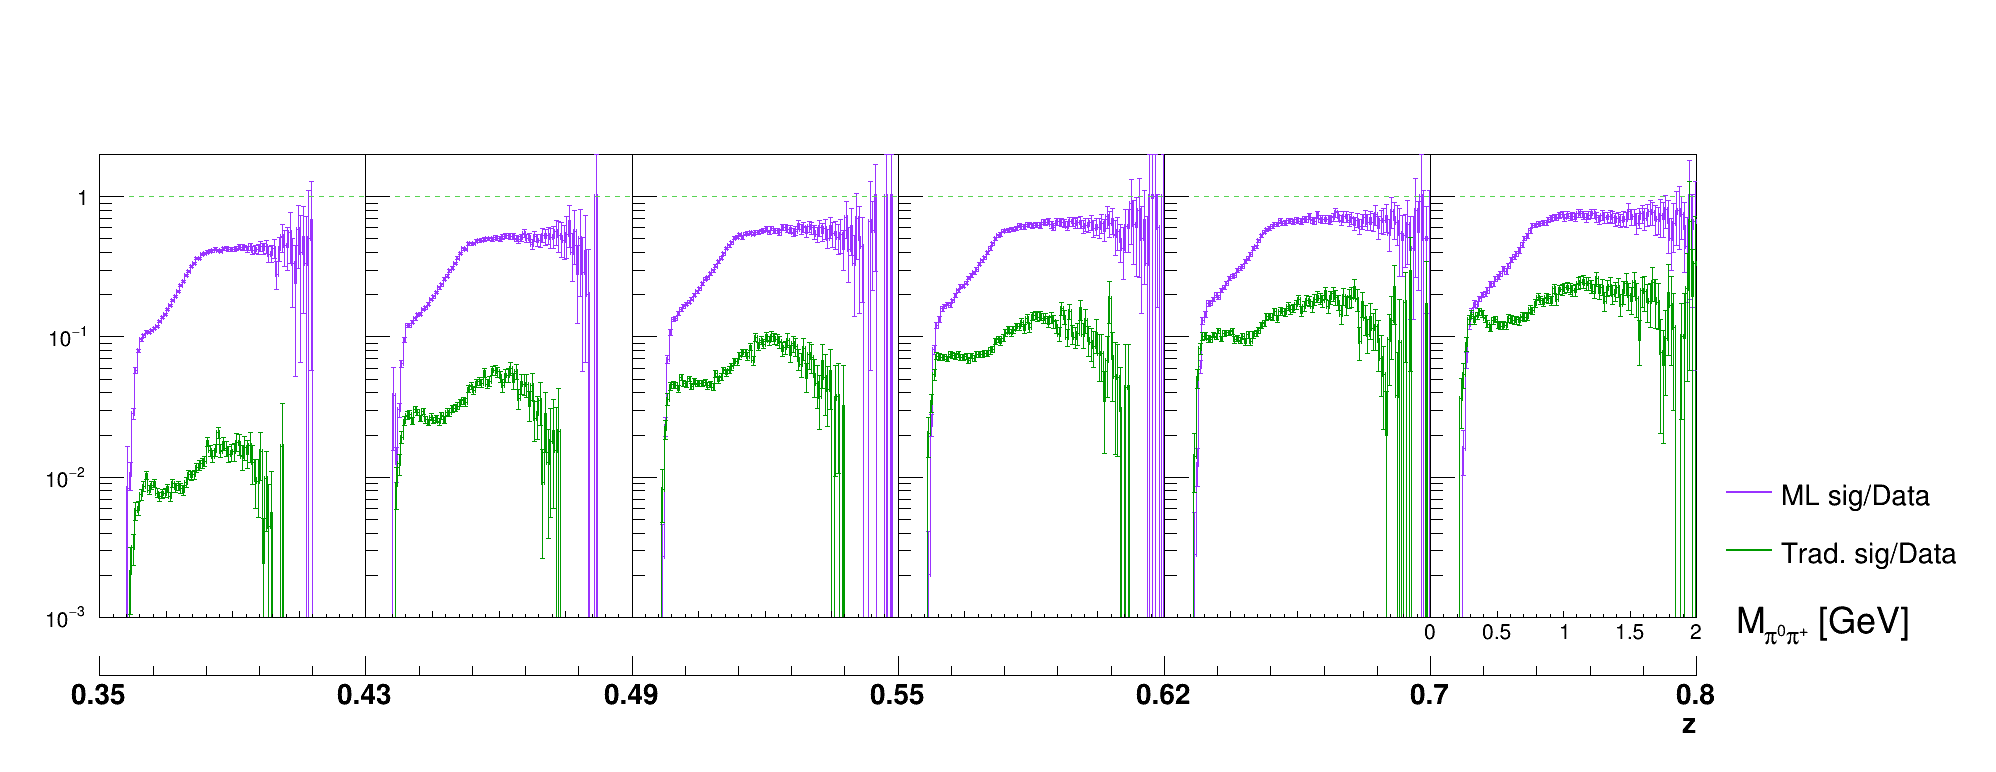 1
10⁻¹
10⁻²
10⁻³
ML sig/Data
Trad. sig/Data
0 0.5 1 1.5 2
M_π⁰π⁺ [GeV]
0.35 0.43 0.49 0.55 0.62 0.7 0.8
z